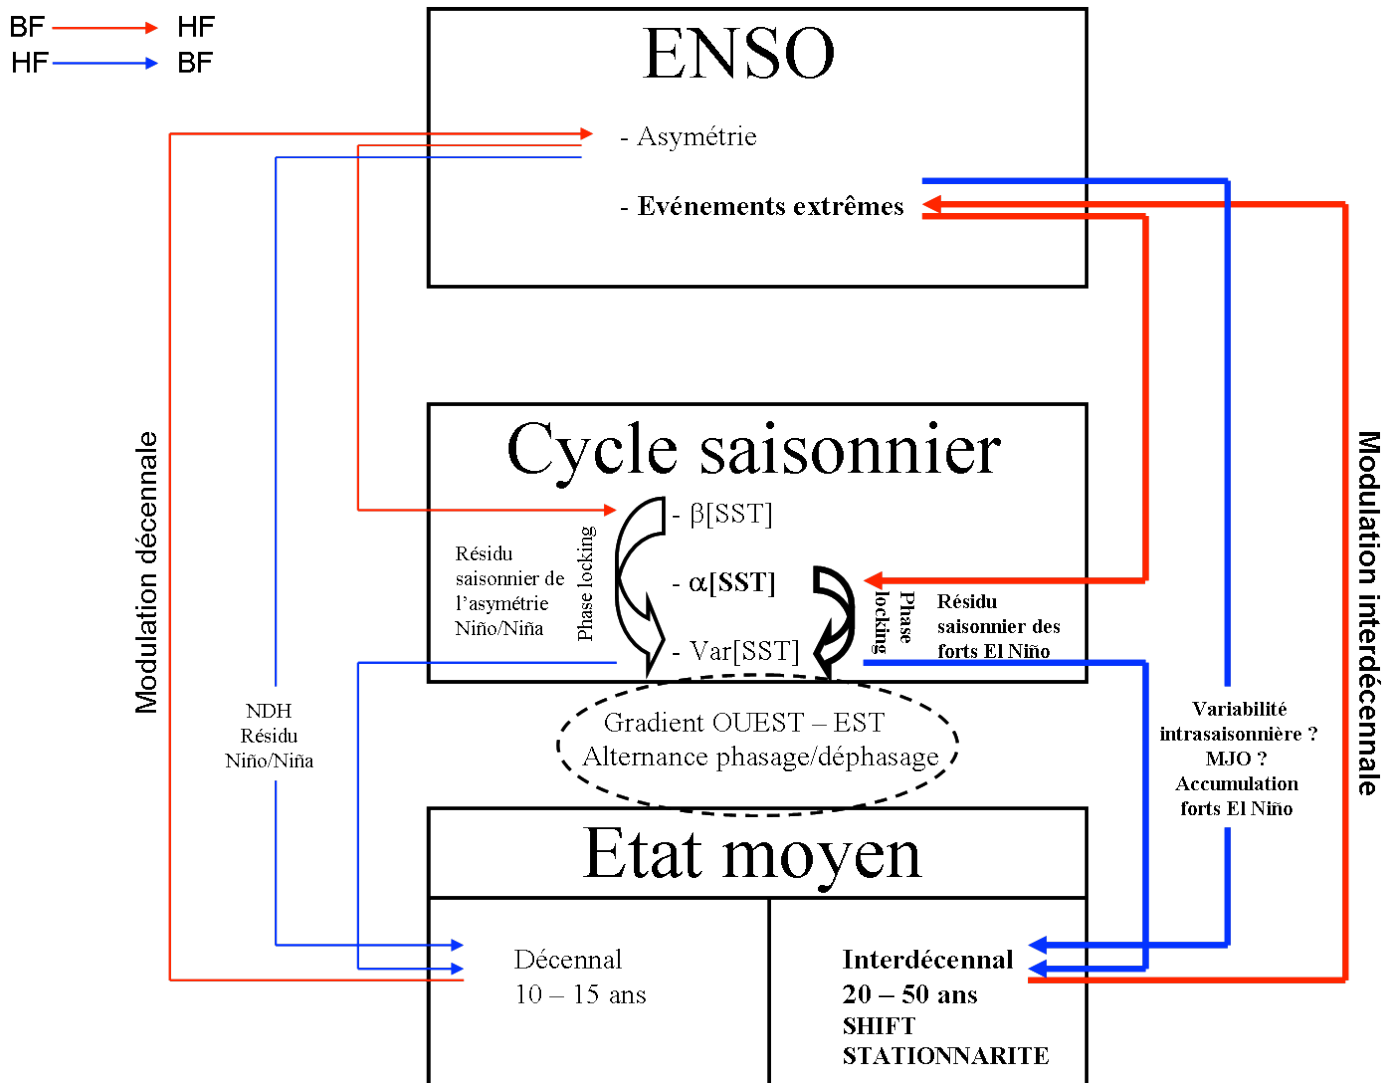 BF HF
HF BF
ENSO
- Asymétrie
- Evénements extrêmes
Modulation décennale
Modulation interdécennale
Cycle saisonnier
- β[SST]
- α[SST]
- Var[SST]
Résidu
saisonnier de
l'asymétrie
Niño/Niña
Phase locking
Phase
locking
Résidu
saisonnier des
forts El Niño
NDH
Résidu
Niño/Niña
Variabilité
intrasaisonnière ?
MJO ?
Accumulation
forts El Niño
Gradient OUEST – EST
Alternance phasage/déphasage
Etat moyen
Décennal
10 – 15 ans
Interdécennal
20 – 50 ans
SHIFT
STATIONNARITE